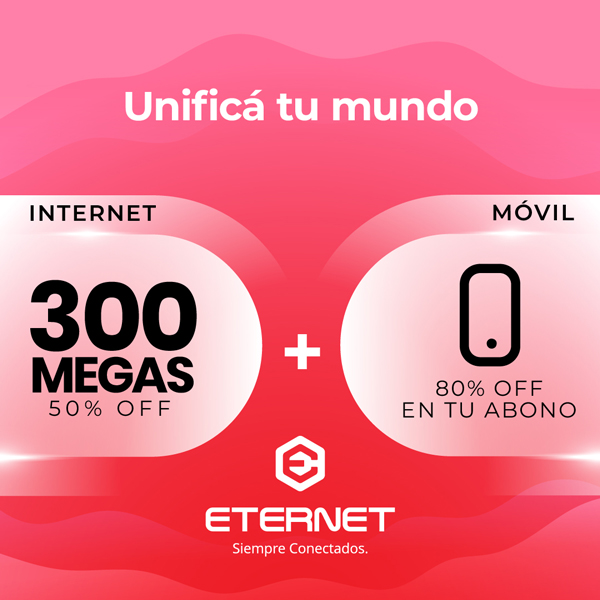 Unificá tu mundo
INTERNET
300
MEGAS
50% OFF
+
MÓVIL
80% OFF
EN TU ABONO
ETERNET
Siempre Conectados.